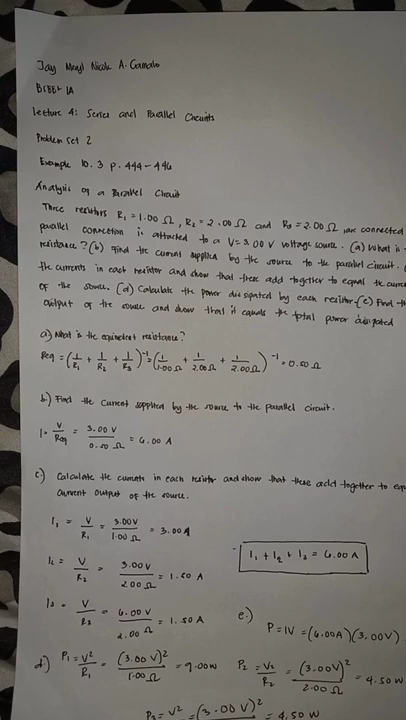 Jay Meryl Nicole A.
BSEE 1A
Lecture 4: Series and Parallel Circuits
Problem Set 2
Example 10.3 p. 444-446
Analysis of a Parallel Circuit
Three resistors R₁ = 1.00 Ω, R₂ = 2.00 Ω and R₃ = 2.00 Ω are connected
parallel connection is attached to a V = 3.00 V voltage source. (a) What is
resistance? (b) Find the current supplied by the source to the parallel circuit. (
the currents in each resistor and show that these add together to equal the curre
of the source. (d) Calculate the power dissipated by each resistor. (e) Find th
output of the source and show that it equals the total power dissipated
a) What is the equivalent resistance?
Req = (1/R₁ + 1/R₂ + 1/R₃)⁻¹ = (1/1.00 Ω + 1/2.00 Ω + 1/2.00 Ω)⁻¹ = 0.50 Ω
b) Find the Current supplied by the source to the parallel circuit.
I = V/Req = 3.00 V/0.50 Ω = 6.00 A
c) Calculate the currents in each resistor and show that these add together to equ
current output of the source.
I₁ = V/R₁ = 3.00V/1.00 Ω = 3.00 A
I₁ + I₂ + I₃ = 6.00 A
I₂ = V/R₂ = 3.00 V/2.00 Ω = 1.50 A
I₃ = V/R₃ = 6.00 V/2.00 Ω = 1.50 A
e.) P = IV = (6.00A)(3.00V)
d) P₁ = V²/R₁ = (3.00 V)²/1.00 Ω = 9.00W P₂ = V²/R₂ = (3.00V)²/2.00 Ω = 4.50 W
P₃ = V² = (3.00 V)² = 4.50 W